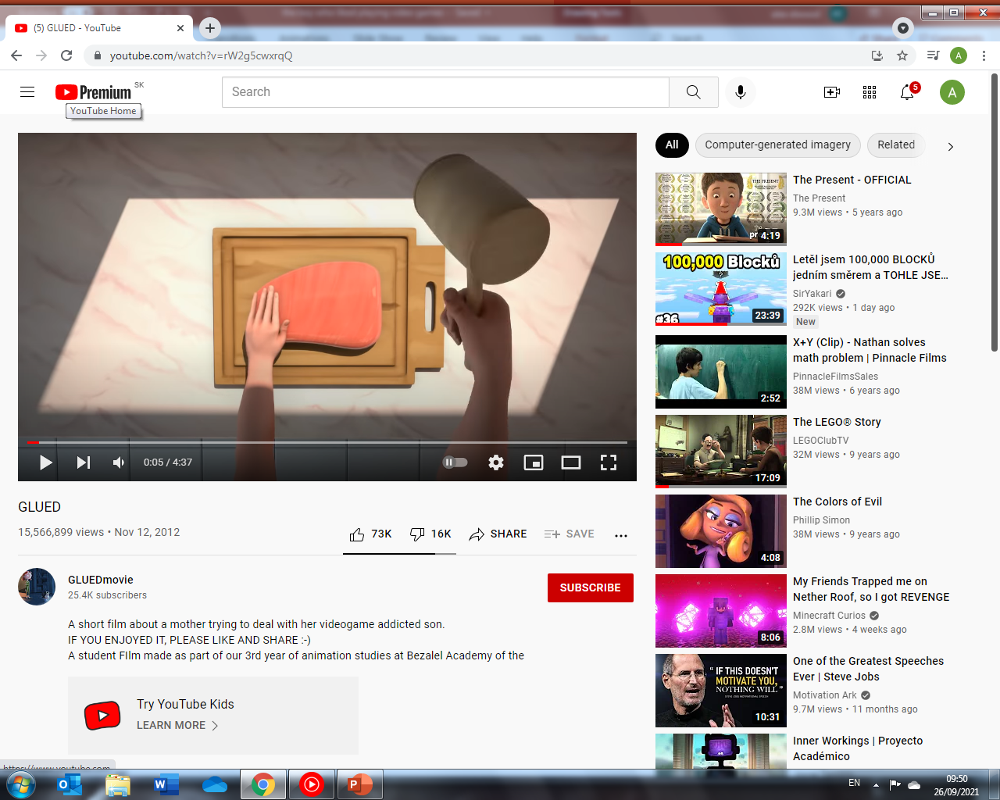 (5) GLUED - YouTube
youtube.com/watch?v=rW2g5cwxrqQ
A
Premium SK
Search
5
A
YouTube Home
All
Computer-generated imagery
Related
0:05 / 4:37
GLUED
15,566,899 views • Nov 12, 2012
73K
16K
SHARE
SAVE
GLUEDmovie
25.4K subscribers
SUBSCRIBE
A short film about a mother trying to deal with her videogame addicted son.
IF YOU ENJOYED IT, PLEASE LIKE AND SHARE :-)
A student FIlm made as part of our 3rd year of animation studies at Bezalel Academy of the
Try YouTube Kids
LEARN MORE
THE PRESENT
the
pr
4:19
The Present - OFFICIAL
The Present
9.3M views • 5 years ago
100,000 Blocků
?
#36
23:39
Letěl jsem 100,000 BLOCKŮ
jedním směrem a TOHLE JSE…
SirYakari
292K views • 1 day ago
New
2:52
X+Y (Clip) - Nathan solves
math problem | Pinnacle Films
PinnacleFilmsSales
38M views • 6 years ago
17:09
The LEGO® Story
LEGOClubTV
32M views • 9 years ago
4:08
The Colors of Evil
Phillip Simon
38M views • 9 years ago
8:06
My Friends Trapped me on
Nether Roof, so I got REVENGE
Minecraft Curios
2.8M views • 4 weeks ago
“ IF THIS DOESN'T
MOTIVATE YOU,
NOTHING WILL ”
STEVE JOBS MOTIVATIONAL SPEECH
10:31
One of the Greatest Speeches
Ever | Steve Jobs
Motivation Ark
9.7M views • 11 months ago
Inner Workings | Proyecto
Académico
https://www.youtube.com
EN
09:50
26/09/2021